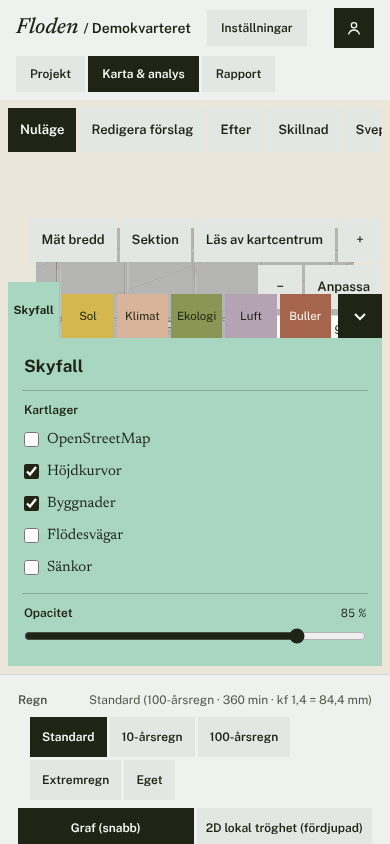 Floden / Demokvarteret Inställningar
Projekt Karta & analys Rapport
Nuläge Redigera förslag Efter Skillnad Svep
Mät bredd Sektion Läs av kartcentrum +
− Anpassa
Skyfall Sol Klimat Ekologi Luft Buller
Skyfall
Kartlager
OpenStreetMap
Höjdkurvor
Byggnader
Flödesvägar
Sänkor
Opacitet 85 %
Regn Standard (100-årsregn · 360 min · kf 1,4 = 84,4 mm)
Standard 10-årsregn 100-årsregn
Extremregn Eget
Graf (snabb) 2D lokal tröghet (fördjupad)